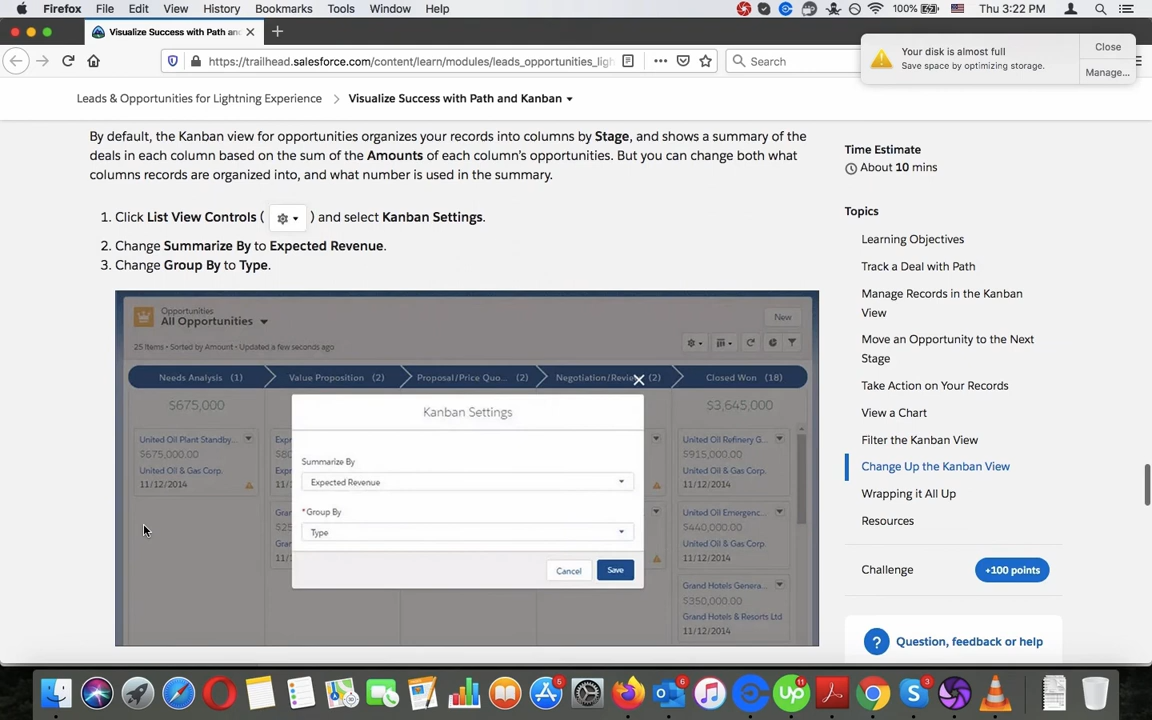 Firefox File Edit View History Bookmarks Tools Window Help 100% Thu 3:22 PM
Visualize Success with Path and
Your disk is almost full
Save space by optimizing storage.
Close
Manage...
https://trailhead.salesforce.com/content/learn/modules/leads_opportunities_ligh
Search
Leads & Opportunities for Lightning Experience
Visualize Success with Path and Kanban
By default, the Kanban view for opportunities organizes your records into columns by Stage, and shows a summary of the
deals in each column based on the sum of the Amounts of each column's opportunities. But you can change both what
columns records are organized into, and what number is used in the summary.
1. Click List View Controls ( ) and select Kanban Settings.
2. Change Summarize By to Expected Revenue.
3. Change Group By to Type.
Opportunities
All Opportunities
New
25 Items • Sorted by Amount • Updated a few seconds ago
Needs Analysis (1) Value Proposition (2) Proposal/Price Quo... (2) Negotiation/Revie (2) Closed Won (18)
$675,000
$3,645,000
United Oil Plant Standby...
$675,000.00
United Oil & Gas Corp.
11/12/2014
Kanban Settings
Summarize By
Expected Revenue
*Group By
Type
Cancel
Save
United Oil Refinery G...
$915,000.00
United Oil & Gas Corp.
11/12/2014
United Oil Emergenc...
$440,000.00
United Oil & Gas Corp.
11/12/2014
Grand Hotels Genera...
$350,000.00
Grand Hotels & Resorts Ltd
11/12/2014
Time Estimate
About 10 mins
Topics
Learning Objectives
Track a Deal with Path
Manage Records in the Kanban
View
Move an Opportunity to the Next
Stage
Take Action on Your Records
View a Chart
Filter the Kanban View
Change Up the Kanban View
Wrapping it All Up
Resources
Challenge
+100 points
Question, feedback or help